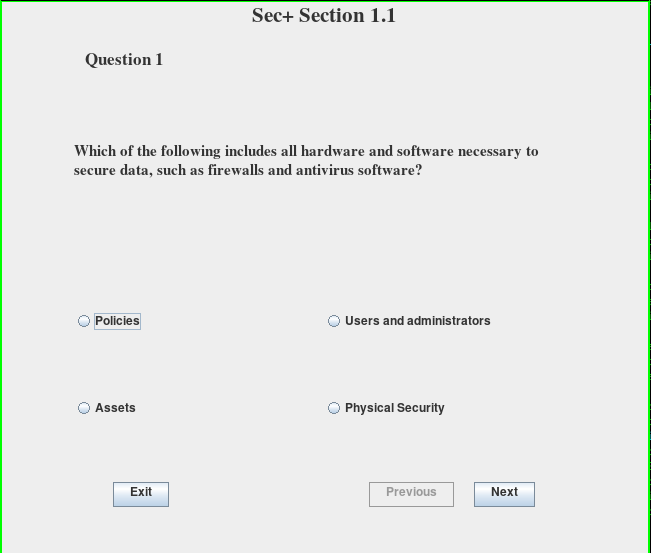 Sec+ Section 1.1
Question 1
Which of the following includes all hardware and software necessary to
secure data, such as firewalls and antivirus software?
Policies
Users and administrators
Assets
Physical Security
Exit
Previous
Next